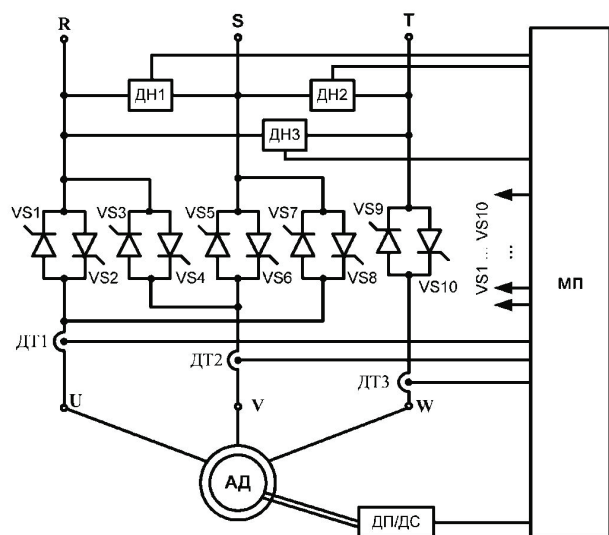 R
S
T
ДН1
ДН2
ДН3
VS1
VS3
VS5
VS7
VS9
VS2
VS4
VS6
VS8
VS10
VS1 ... VS10
...
МП
ДТ1
ДТ2
ДТ3
U
V
W
АД
ДП/ДС